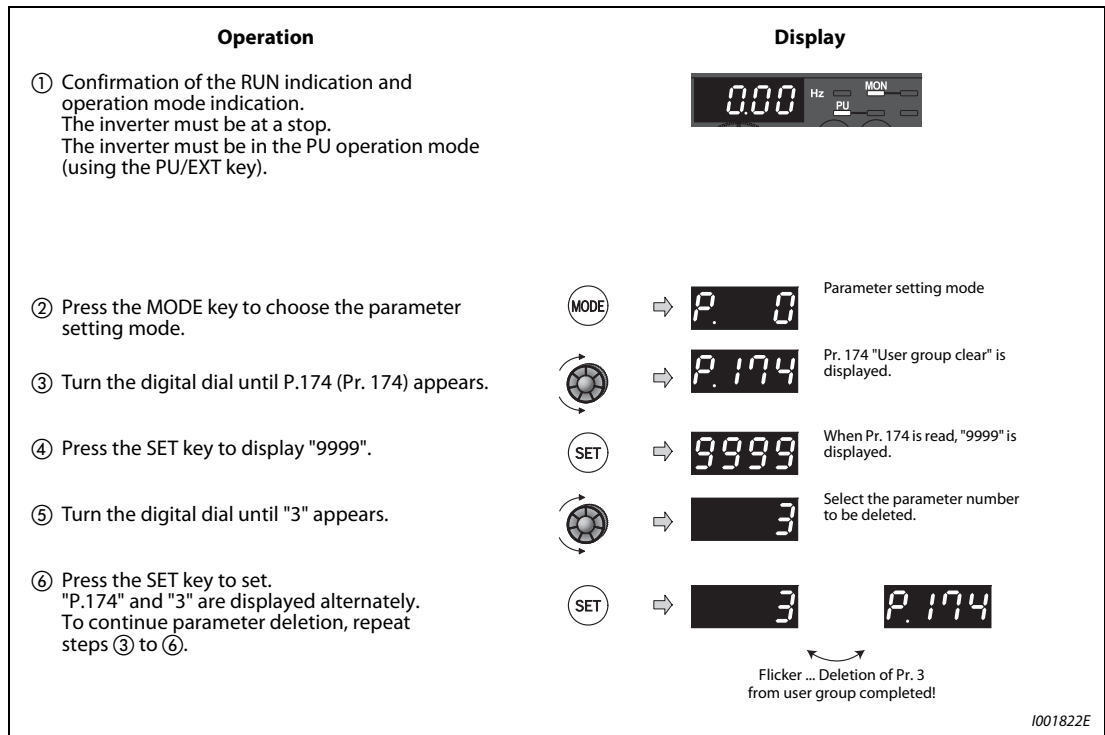 Operation
Display
① Confirmation of the RUN indication and
operation mode indication.
The inverter must be at a stop.
The inverter must be in the PU operation mode
(using the PU/EXT key).
0.00 Hz MON
PU
② Press the MODE key to choose the parameter
setting mode.
MODE
P. 0
Parameter setting mode
③ Turn the digital dial until P.174 (Pr. 174) appears.
P.174
Pr. 174 "User group clear" is
displayed.
④ Press the SET key to display "9999".
SET
9999
When Pr. 174 is read, "9999" is
displayed.
⑤ Turn the digital dial until "3" appears.
3
Select the parameter number
to be deleted.
⑥ Press the SET key to set.
"P.174" and "3" are displayed alternately.
To continue parameter deletion, repeat
steps ③ to ⑥.
SET
3
P.174
Flicker ... Deletion of Pr. 3
from user group completed!
I001822E